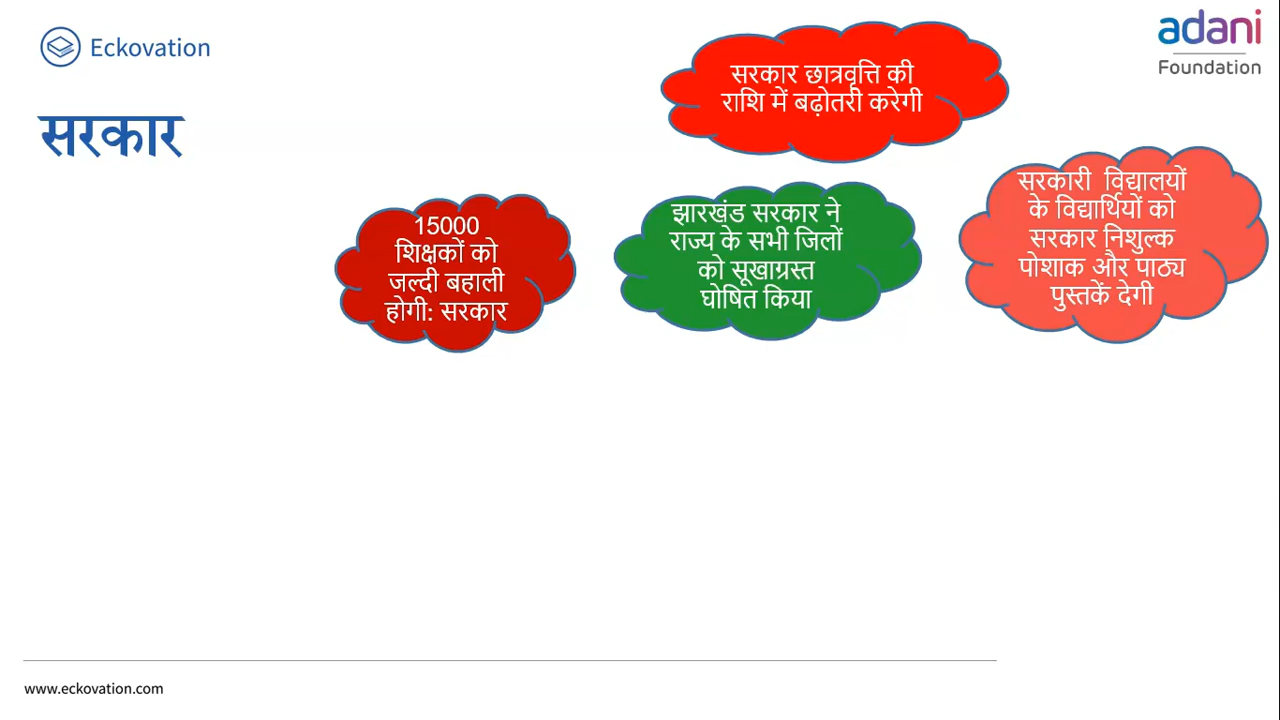 Eckovation
adani
Foundation
सरकार
सरकार छात्रवृत्ति की
राशि में बढ़ोतरी करेगी
15000
शिक्षकों को
जल्दी बहाली
होगी: सरकार
झारखंड सरकार ने
राज्य के सभी जिलों
को सूखाग्रस्त
घोषित किया
सरकारी विद्यालयों
के विद्यार्थियों को
सरकार निशुल्क
पोशाक और पाठ्य
पुस्तकें देगी
www.eckovation.com